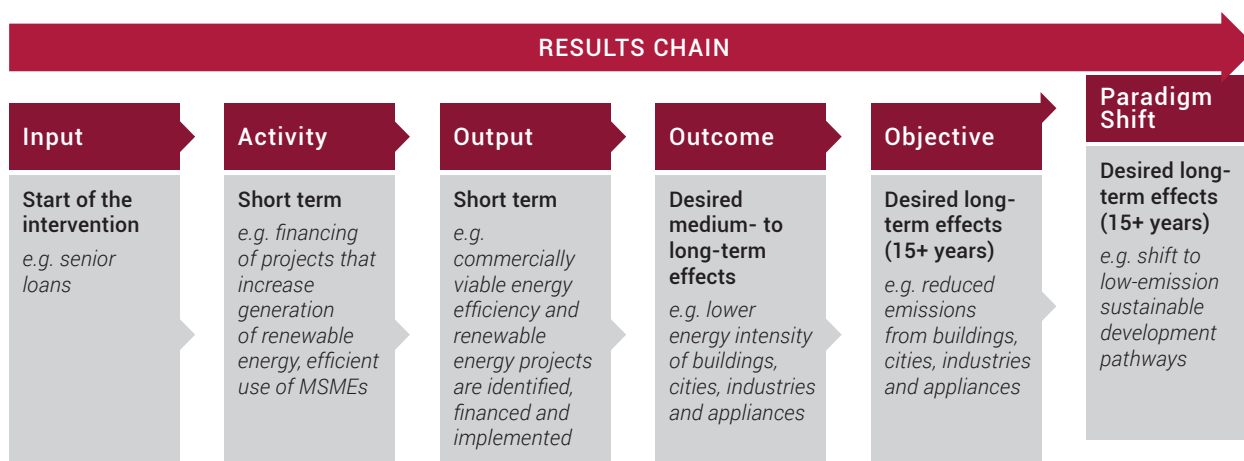 RESULTS CHAIN
Input
Start of the
intervention
e.g. senior
loans
Activity
Short term
e.g. financing
of projects that
increase
generation
of renewable
energy, efficient
use of MSMEs
Output
Short term
e.g.
commercially
viable energy
efficiency and
renewable
energy projects
are identified,
financed and
implemented
Outcome
Desired
medium- to
long-term
effects
e.g. lower
energy intensity
of buildings,
cities, industries
and appliances
Objective
Desired long-
term effects
(15+ years)
e.g. reduced
emissions
from buildings,
cities, industries
and appliances
Paradigm
Shift
Desired long-
term effects
(15+ years)
e.g. shift to
low-emission
sustainable
development
pathways